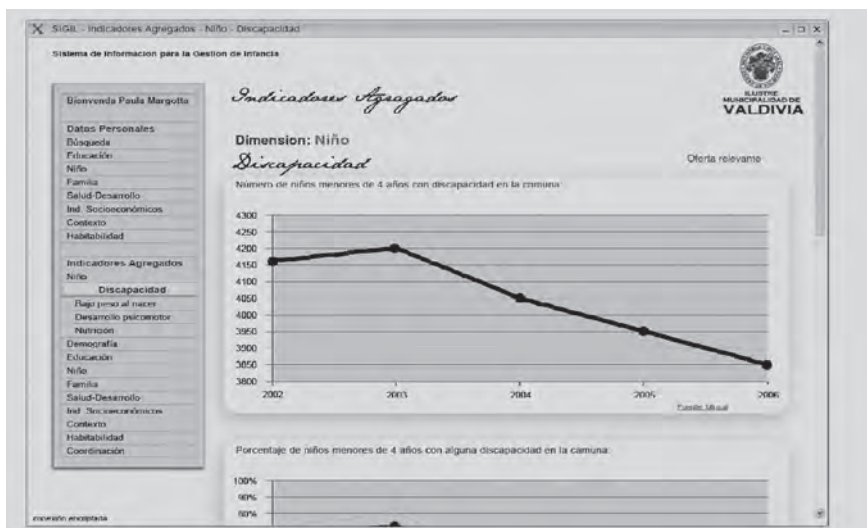 SIGIL - Indicadores Agregados - Niño - Discapacidad
Sistema de Informacion para la Gestion de Infancia
ILUSTRE
MUNICIPALIDAD DE
VALDIVIA
Bienvenda Paula Margotta
Datos Personales
Búsqueda
Educación
Niño
Familia
Salud-Desarrollo
Ind. Socioeconómicos
Contexto
Habitabilidad
Indicadores Agregados
Niño
Discapacidad
Bajo peso al nacer
Desarrollo psicomotor
Nutrición
Demografía
Educación
Niño
Familia
Salud-Desarrollo
Ind. Socioeconómicos
Contexto
Habitabilidad
Coordinación
conexión encriptada
Indicadores Agragados
Dimension: Niño
Discapacidad
Oferta relevante
Número de niños menores de 4 años con discapacidad en la comuna:
4300
4250
4200
4150
4100
4050
4000
3950
3900
3850
3800
2002 2003 2004 2005 2006
Fuente:
Porcentaje de niños menores de 4 años con alguna discapacidad en la camuna:
100%
90%
80%